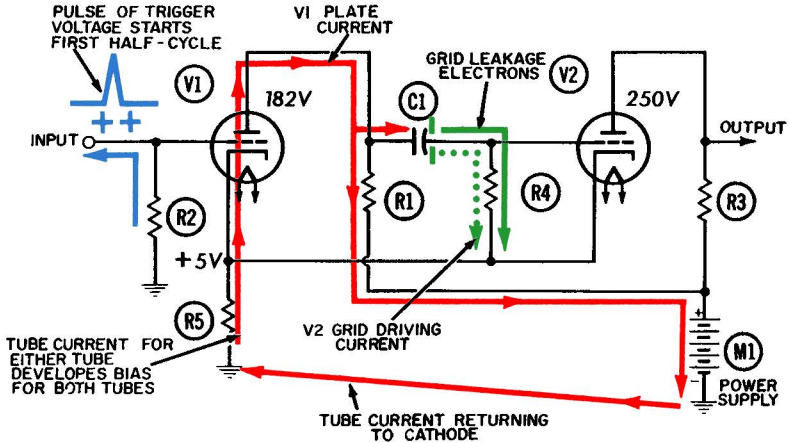 PULSE OF TRIGGER
VOLTAGE STARTS
FIRST HALF-CYCLE
V1 PLATE
CURRENT
GRID LEAKAGE
ELECTRONS
V1
V2
182V
C1
250V
INPUT
OUTPUT
R2
R1
R4
R3
+5V
R5
V2 GRID DRIVING
CURRENT
TUBE CURRENT FOR
EITHER TUBE
DEVELOPES BIAS
FOR BOTH TUBES
+
M1
-
POWER
SUPPLY
TUBE CURRENT RETURNING
TO CATHODE